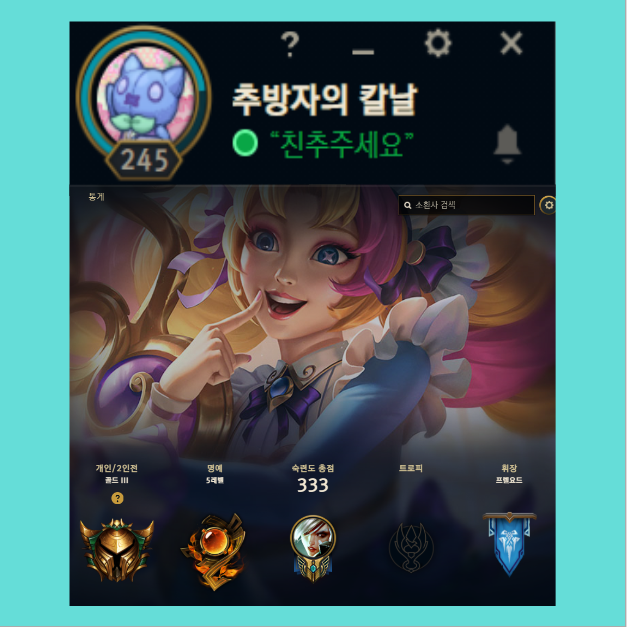 추방자의 칼날
“친추주세요”
245
통계
소환사 검색
개인/2인전
골드 III
?
명예
5레벨
숙련도 총점
333
트로피
휘장
프렐요드